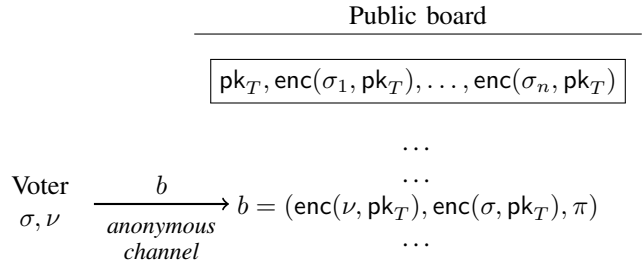 Public board
pk_T, enc(σ_1, pk_T), …, enc(σ_n, pk_T)
…
…
Voter
σ, ν
b
anonymous
channel
b = (enc(ν, pk_T), enc(σ, pk_T), π)
…